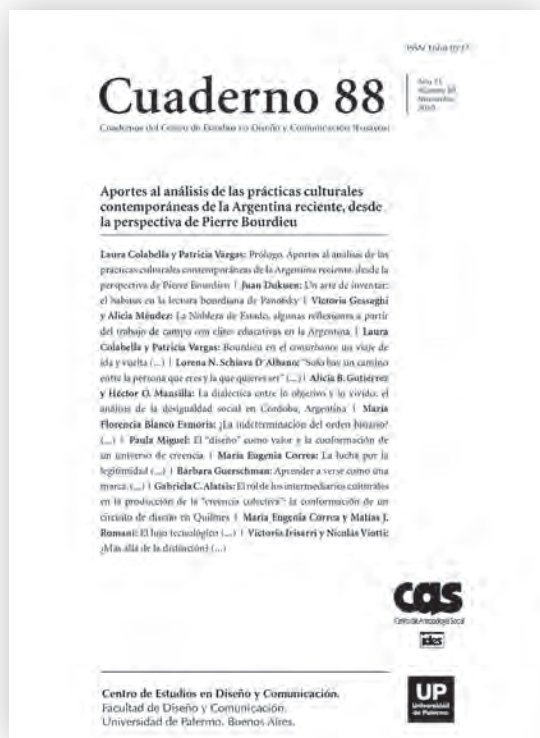 Cuaderno 88
Cuadernos del Centro de Estudios en Diseño y Comunicación [Ensayos]
Año 21
Número 88
Noviembre
Aportes al análisis de las prácticas culturales
contemporáneas de la Argentina reciente, desde
la perspectiva de Pierre Bourdieu
Laura Colabella y Patricia Vargas: Prólogo. Aportes al análisis de las
prácticas culturales contemporáneas de la Argentina reciente, desde la
perspectiva de Pierre Bourdieu | Juan Dukuen: Un arte de inventar:
el habitus en la lectura bourdiana de Panofsky | Victoria Gessaghi
y Alicia Méndez: La Nobleza de Estado, algunas reflexiones a partir
del trabajo de campo con elites educativas en la Argentina | Laura
Colabella y Patricia Vargas: Bourdieu en el conurbano: un viaje de
ida y vuelta (...) | Lorena N. Schiava D'Albano: "Solo hay un camino
entre la persona que eres y la que quieres ser" (...) | Alicia B. Gutiérrez
y Héctor O. Mansilla: La dialéctica entre lo objetivo y lo vivido: el
análisis de la desigualdad social en Córdoba, Argentina | María
Florencia Blanco Esmoris: ¿La indeterminación del orden binario?
(...) | Paula Miguel: El "diseño" como valor y la conformación de
un universo de creencia | María Eugenia Correa: La lucha por la
legitimidad (...) | Bárbara Guerschman: Aprender a verse como una
marca (...) | Gabriela C. Alatsis: El rol de los intermediarios culturales
en la producción de la "creencia colectiva": la conformación de un
circuito de diseño en Quilmes | María Eugenia Correa y Matías J.
Romani: El lujo tecnológico (...) | Victoria Irisarri y Nicolás Viotti:
¿Más allá de la distinción? (...)
cas
Centro de Antropología Social
ides
Centro de Estudios en Diseño y Comunicación.
Facultad de Diseño y Comunicación.
Universidad de Palermo. Buenos Aires.
UP
Universidad
de Palermo